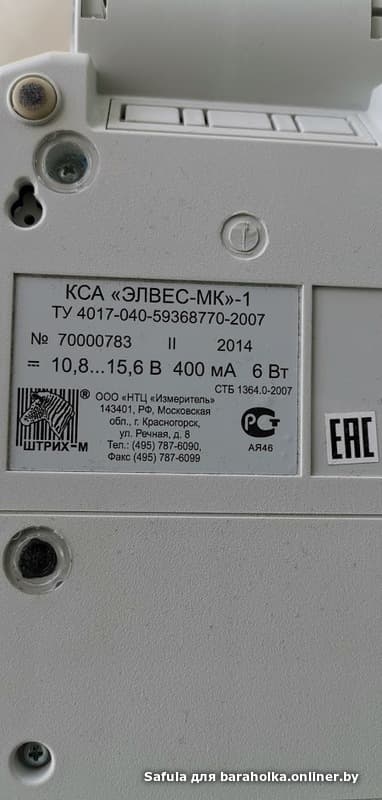 КСА «ЭЛВЕС-МК»-1
ТУ 4017-040-59368770-2007
№ 70000783 II 2014
10,8...15,6 В 400 мА 6 Вт
СТБ 1364.0-2007
ООО «НТЦ «Измеритель»
143401, РФ, Московская
обл., г. Красногорск,
ул. Речная, д. 8
Тел.: (495) 787-6090,
Факс (495) 787-6099
®
ШТРИХ-М
РСТ
АЯ46
EAC
Safula для baraholka.onliner.by